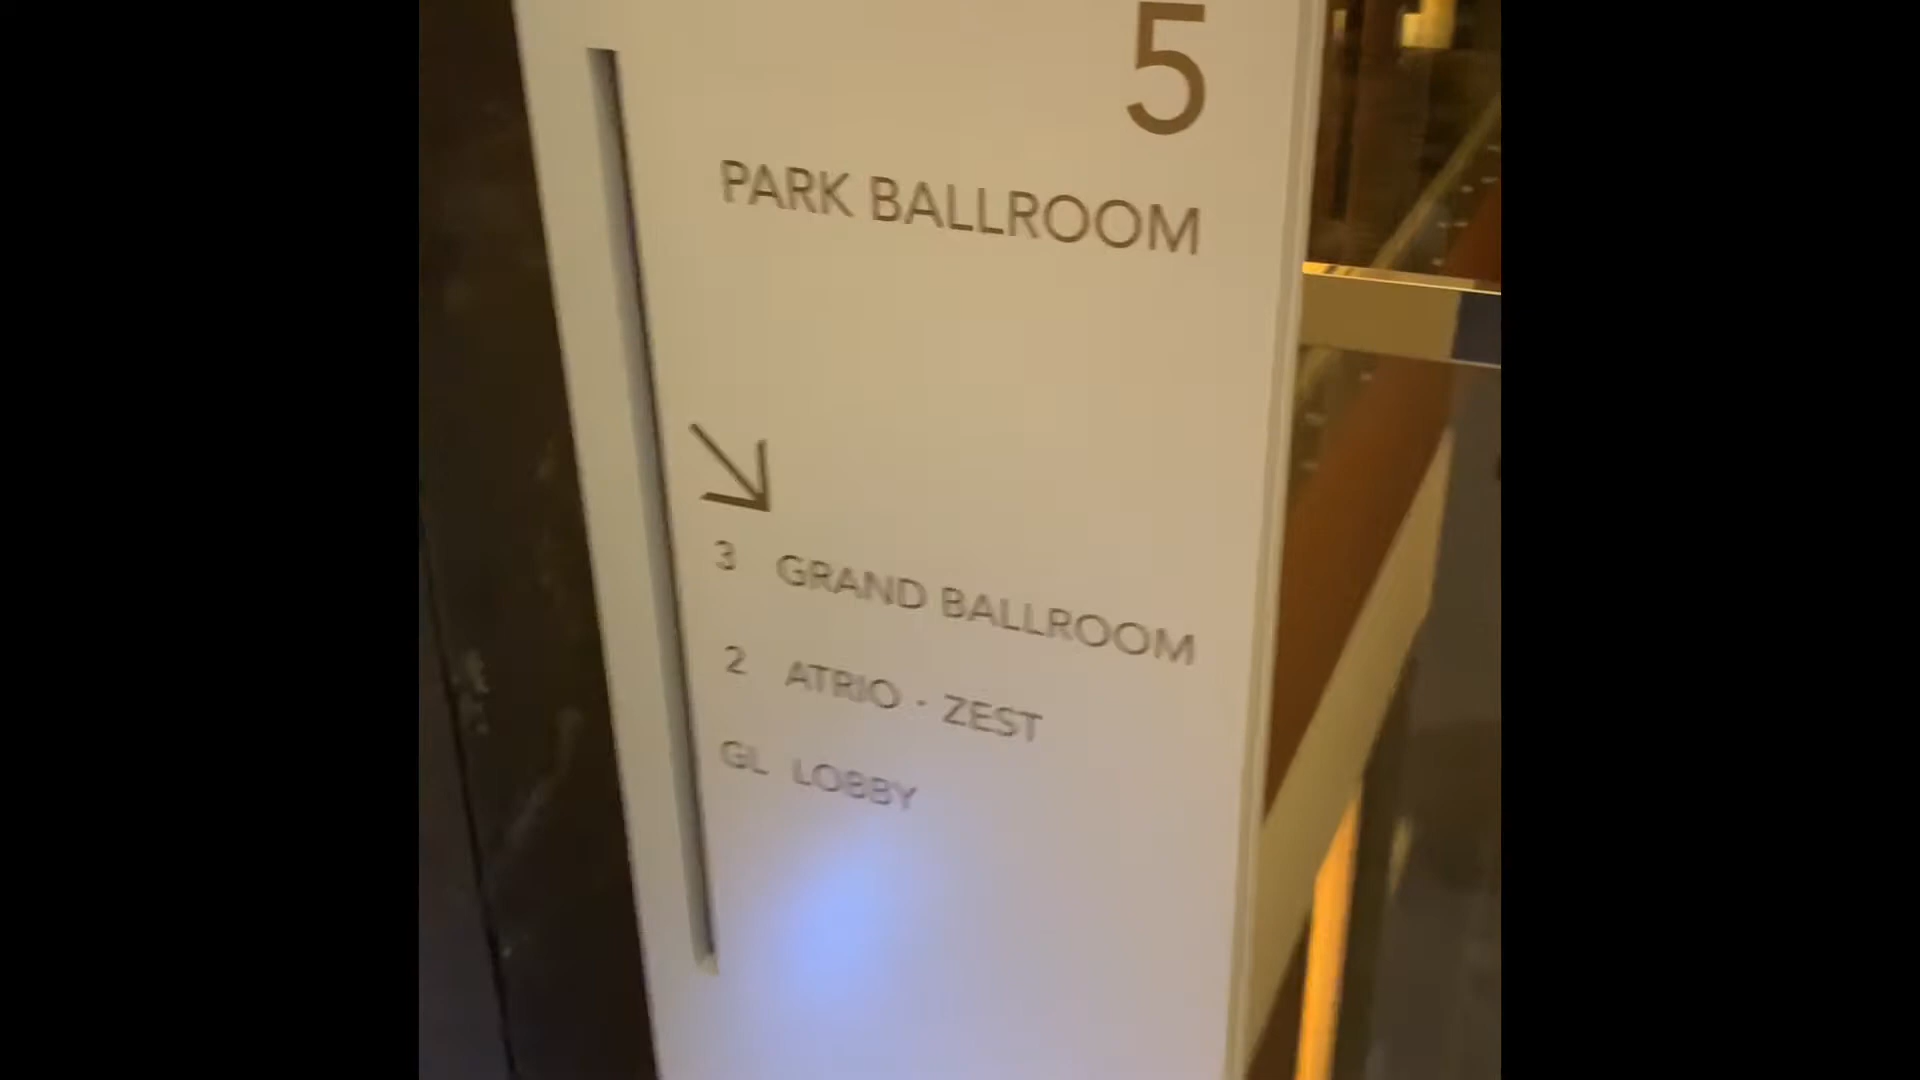 5
PARK BALLROOM
3 GRAND BALLROOM
2 ATRIO · ZEST
GL LOBBY